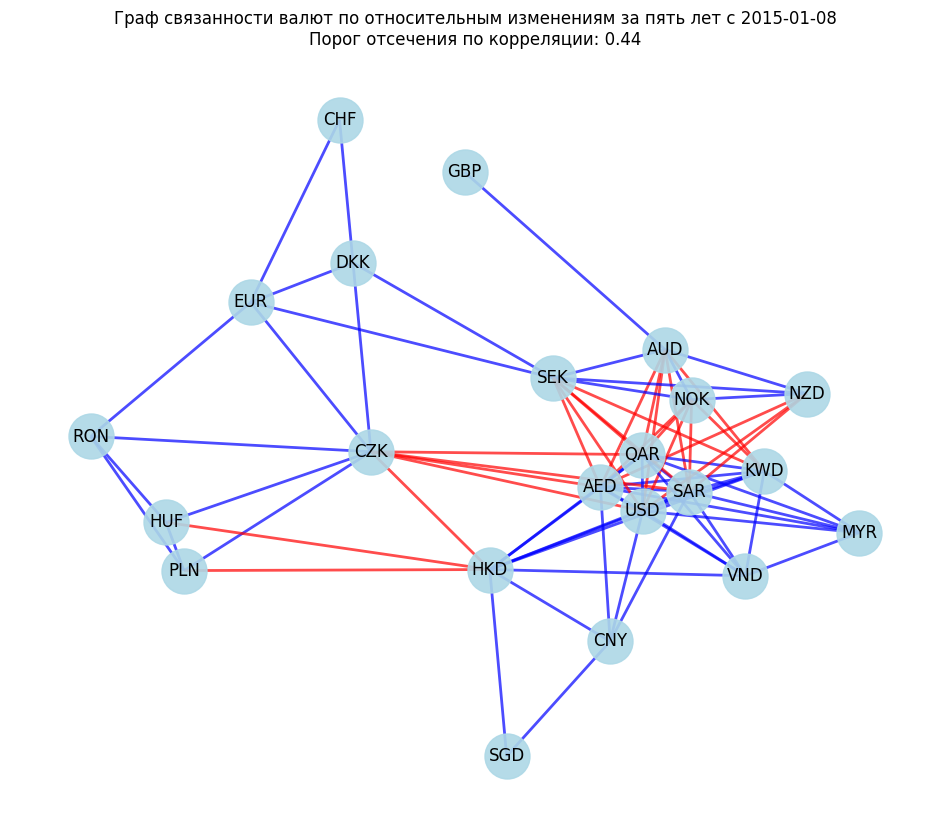 Граф связанности валют по относительным изменениям за пять лет с 2015-01-08
Порог отсечения по корреляции: 0.44
CHF
GBP
DKK
EUR
AUD
SEK
NOK
NZD
RON
CZK
QAR
KWD
AED
SAR
USD
HUF
MYR
PLN
HKD
VND
CNY
SGD